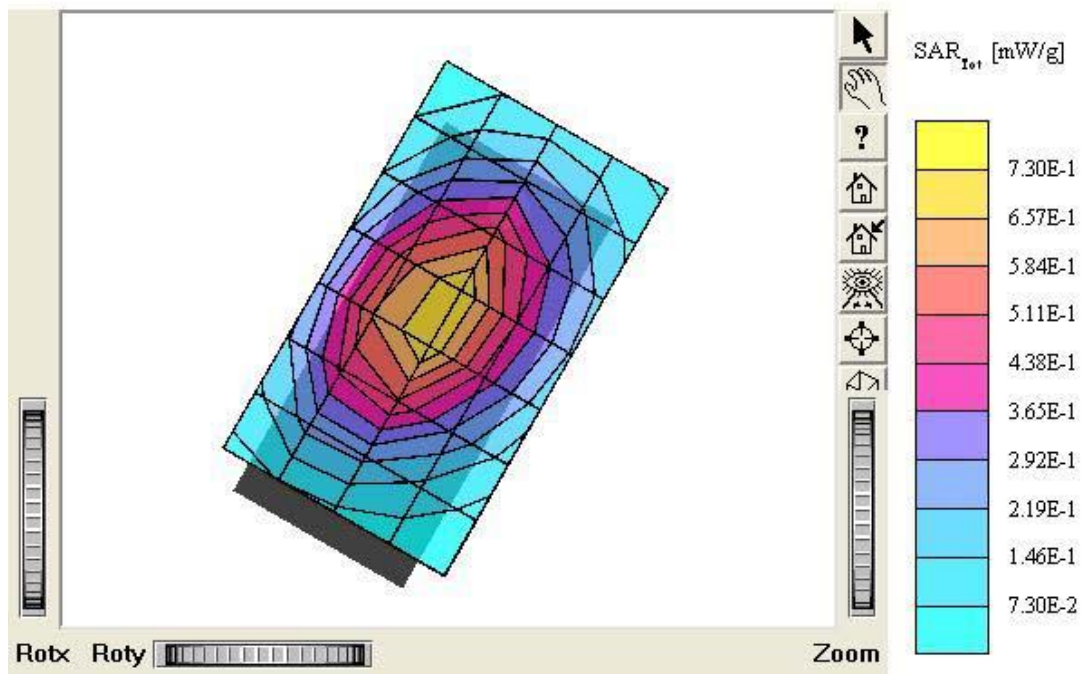 SAR_Tot [mW/g]
?
7.30E-1
6.57E-1
5.84E-1
5.11E-1
4.38E-1
3.65E-1
2.92E-1
2.19E-1
1.46E-1
7.30E-2
Rotx Roty Zoom